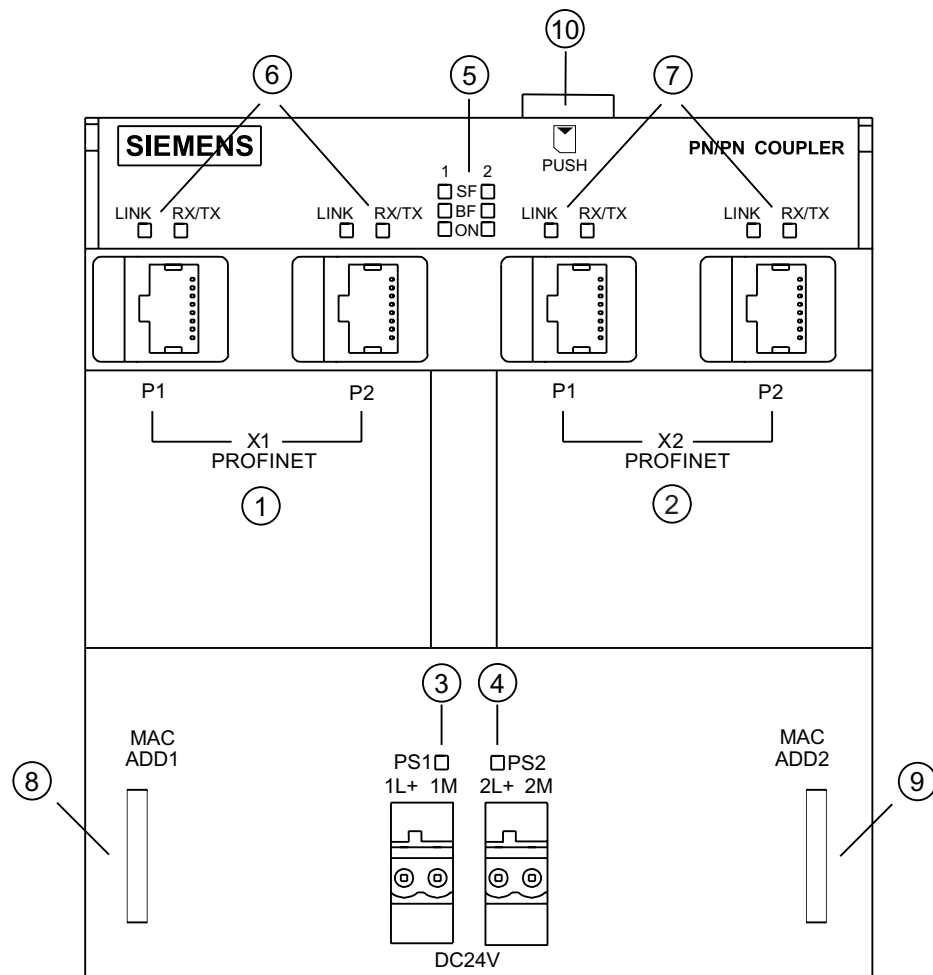 10
6
5
7
SIEMENS
PUSH
PN/PN COUPLER
1 2
SF
BF
ON
LINK RX/TX
LINK RX/TX
LINK RX/TX
LINK RX/TX
P1 P2
X1
PROFINET
1
P1 P2
X2
PROFINET
2
3
4
MAC
ADD1
MAC
ADD2
8
9
PS1
PS2
1L+ 1M
2L+ 2M
DC24V